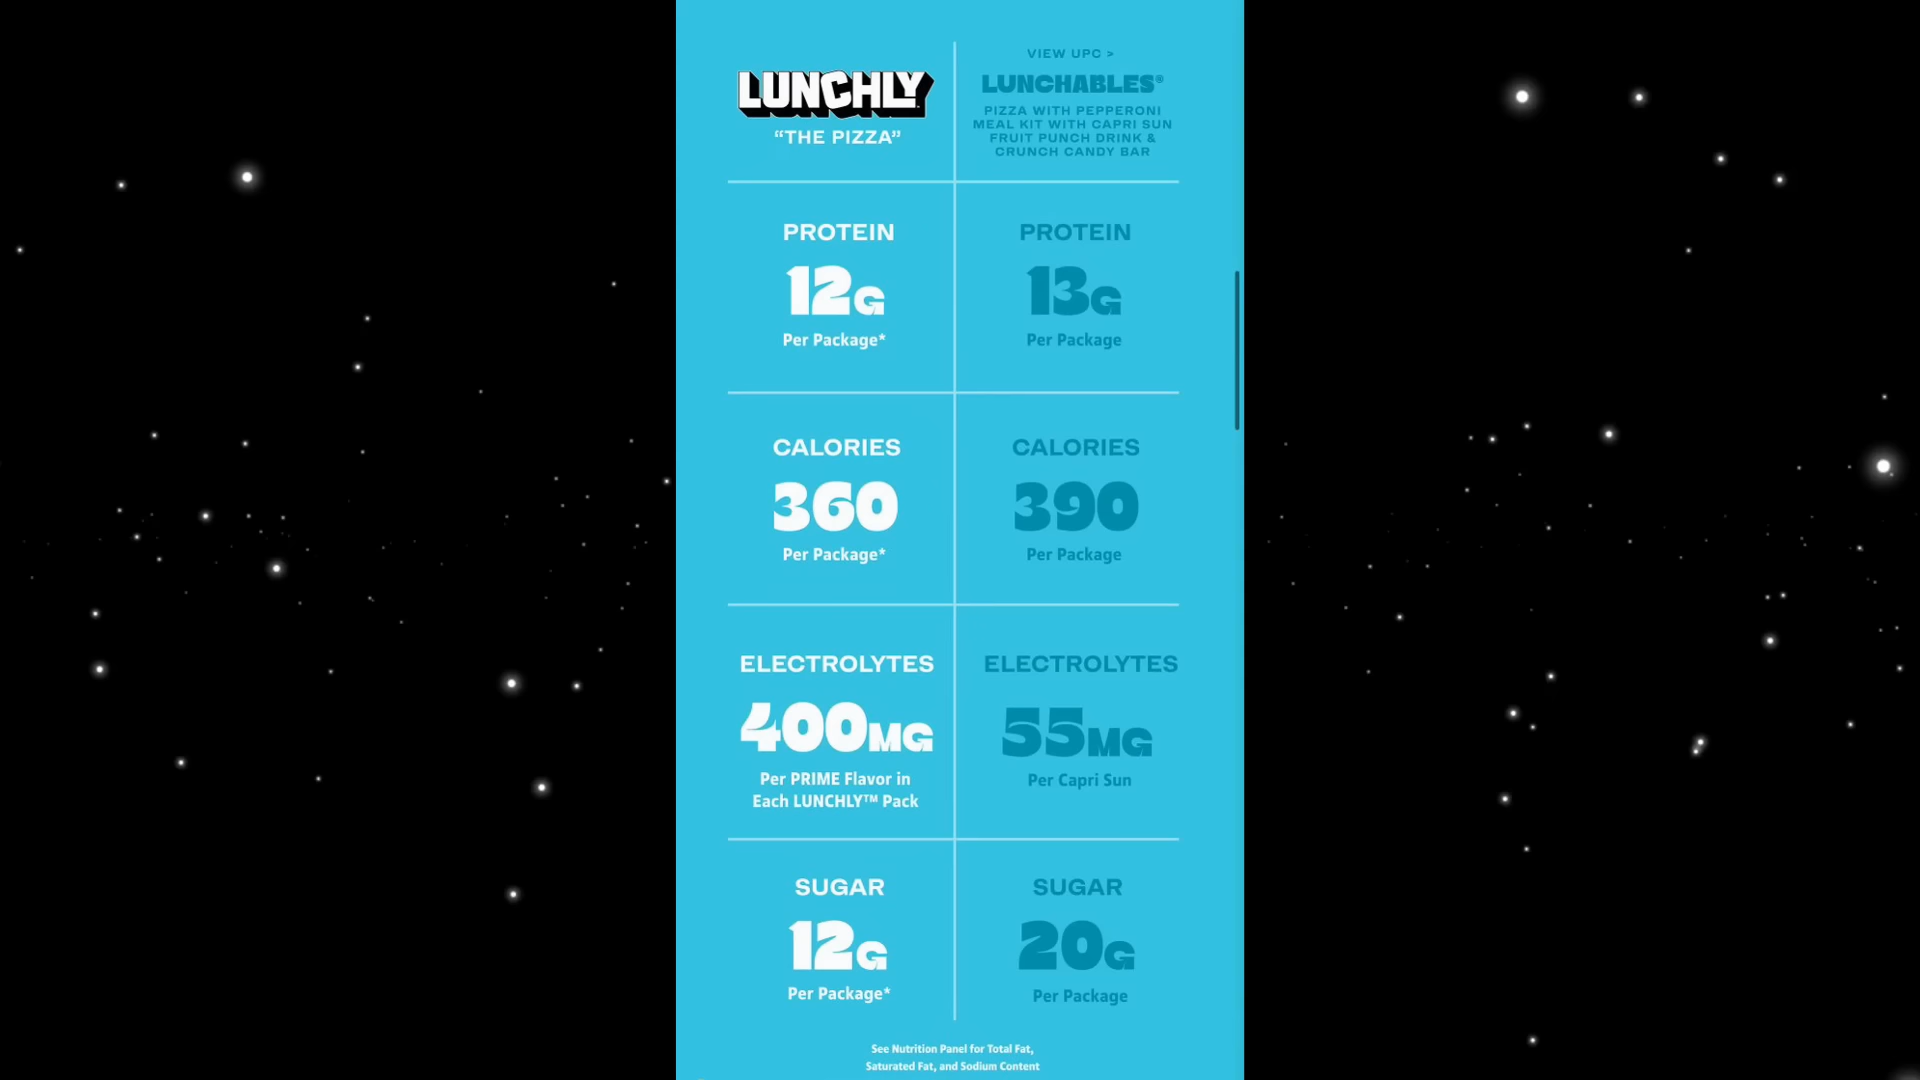 LUNCHLY
"THE PIZZA"
VIEW UPC >
LUNCHABLES®
PIZZA WITH PEPPERONI
MEAL KIT WITH CAPRI SUN
FRUIT PUNCH DRINK &
CRUNCH CANDY BAR
PROTEIN
12G
Per Package*
PROTEIN
13G
Per Package
CALORIES
360
Per Package*
CALORIES
390
Per Package
ELECTROLYTES
400MG
Per PRIME Flavor in
Each LUNCHLY™ Pack
ELECTROLYTES
55MG
Per Capri Sun
SUGAR
12G
Per Package*
SUGAR
20G
Per Package
See Nutrition Panel for Total Fat,
Saturated Fat, and Sodium Content